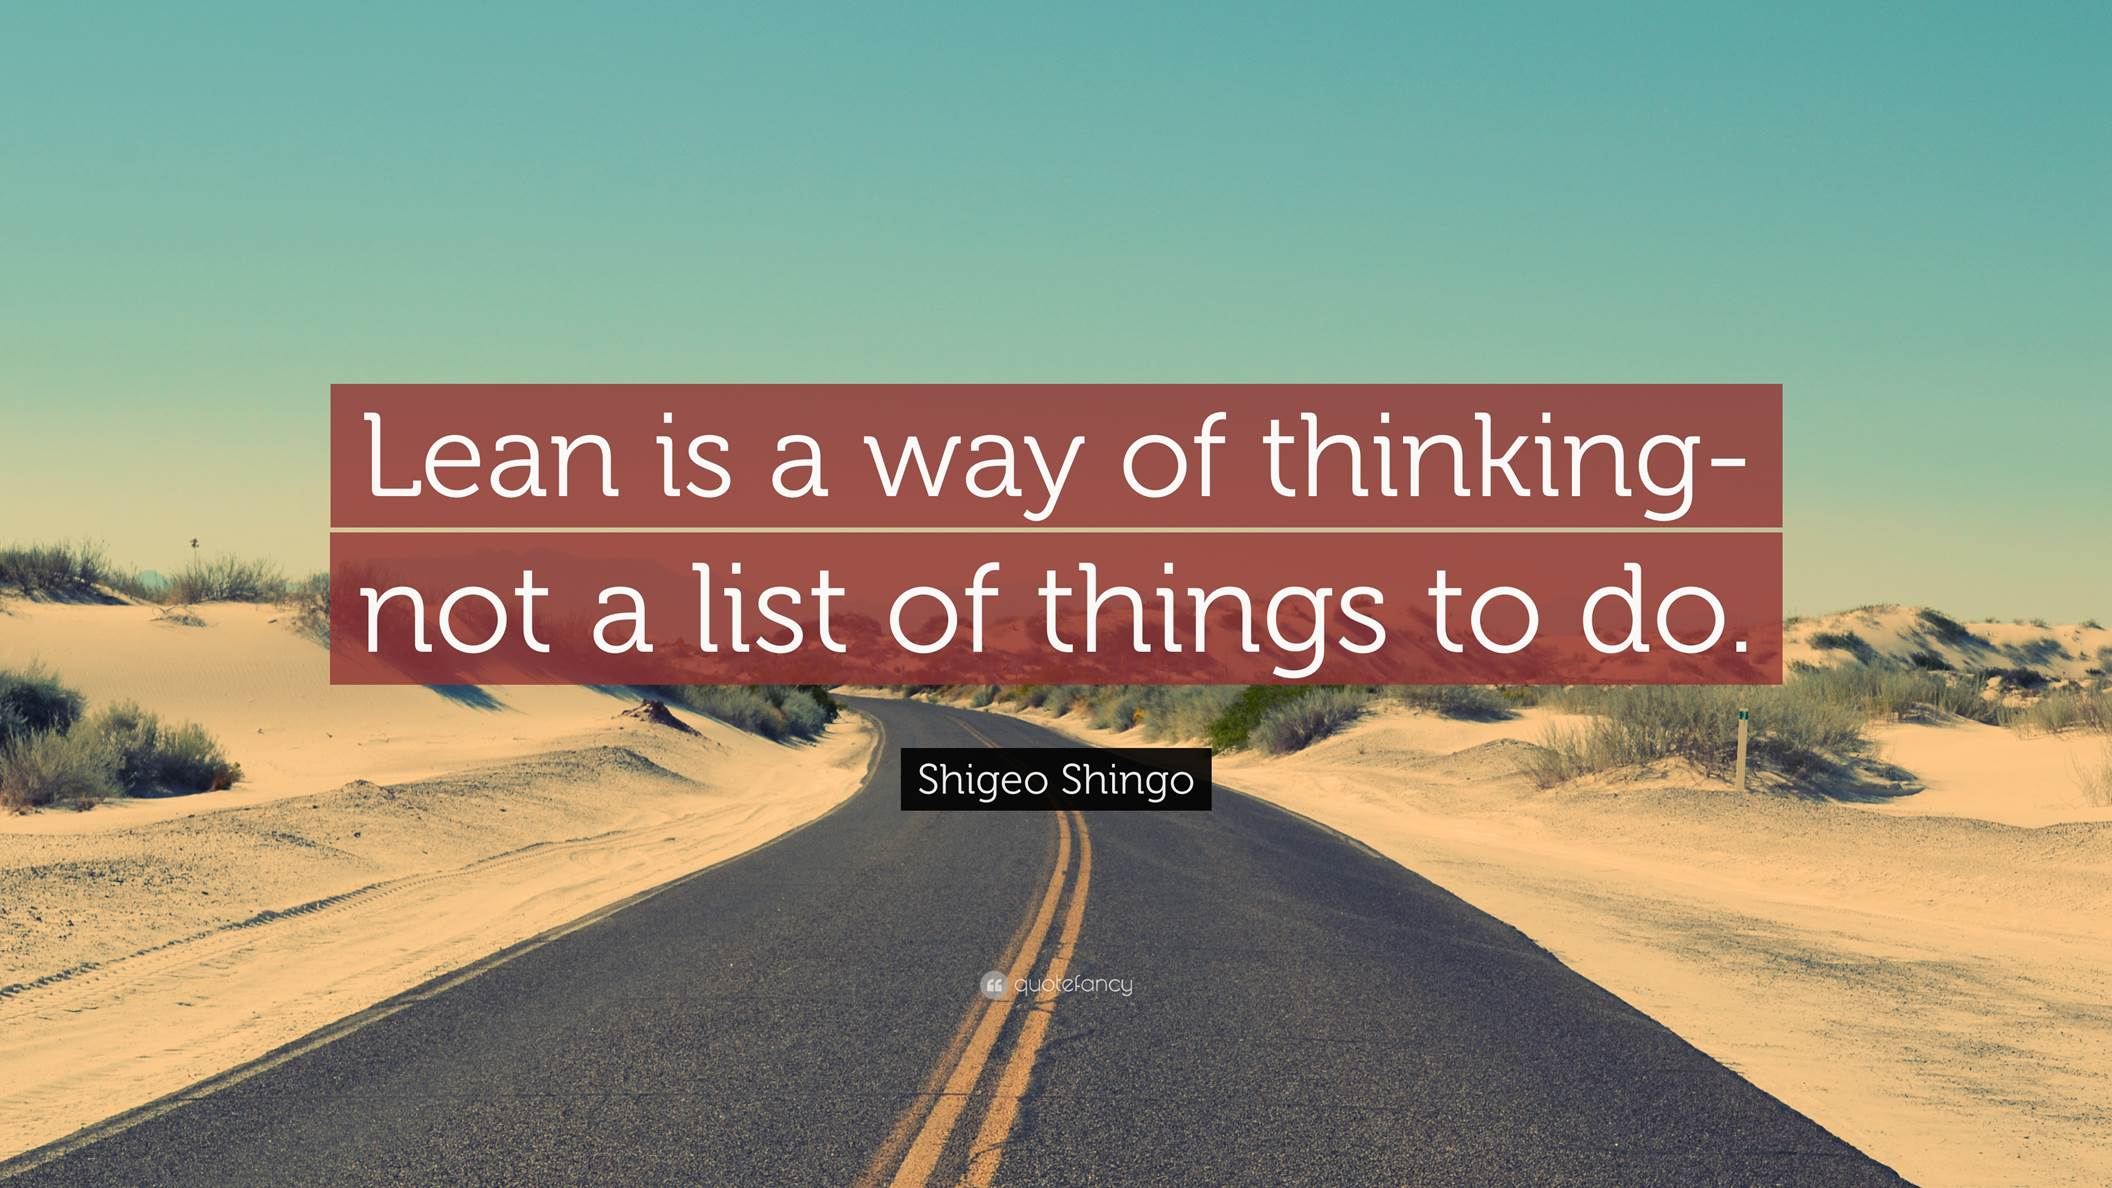 Lean is a way of thinking-
not a list of things to do.
Shigeo Shingo
quotefancy